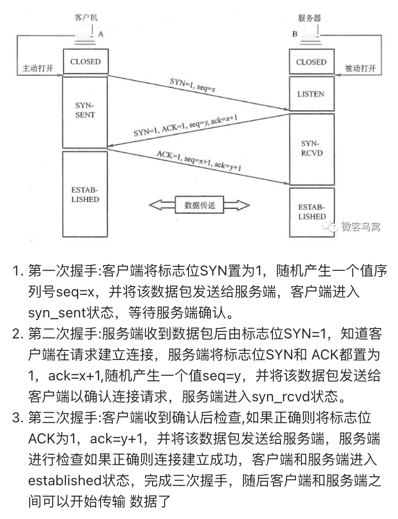 客户机
服务器
A
B
主动打开
被动打开
CLOSED
CLOSED
SYN=1, seq=x
LISTEN
SYN-
SENT
SYN=1, ACK=1, seq=y, ack=x+1
SYN-
RCVD
ACK=1, seq=x+1, ack=y+1
ESTAB-
LISHED
数据传送
ESTAB-
LISHED
微客鸟窝
1. 第一次握手:客户端将标志位SYN置为1，随机产生一个值序
列号seq=x，并将该数据包发送给服务端，客户端进入
syn_sent状态，等待服务端确认。
2. 第二次握手:服务端收到数据包后由标志位SYN=1，知道客
户端在请求建立连接，服务端将标志位SYN和 ACK都置为
1，ack=x+1,随机产生一个值seq=y，并将该数据包发送给
客户端以确认连接请求，服务端进入syn_rcvd状态。
3. 第三次握手:客户端收到确认后检查,如果正确则将标志位
ACK为1，ack=y+1，并将该数据包发送给服务端，服务端
进行检查如果正确则连接建立成功，客户端和服务端进入
established状态，完成三次握手，随后客户端和服务端之
间可以开始传输 数据了